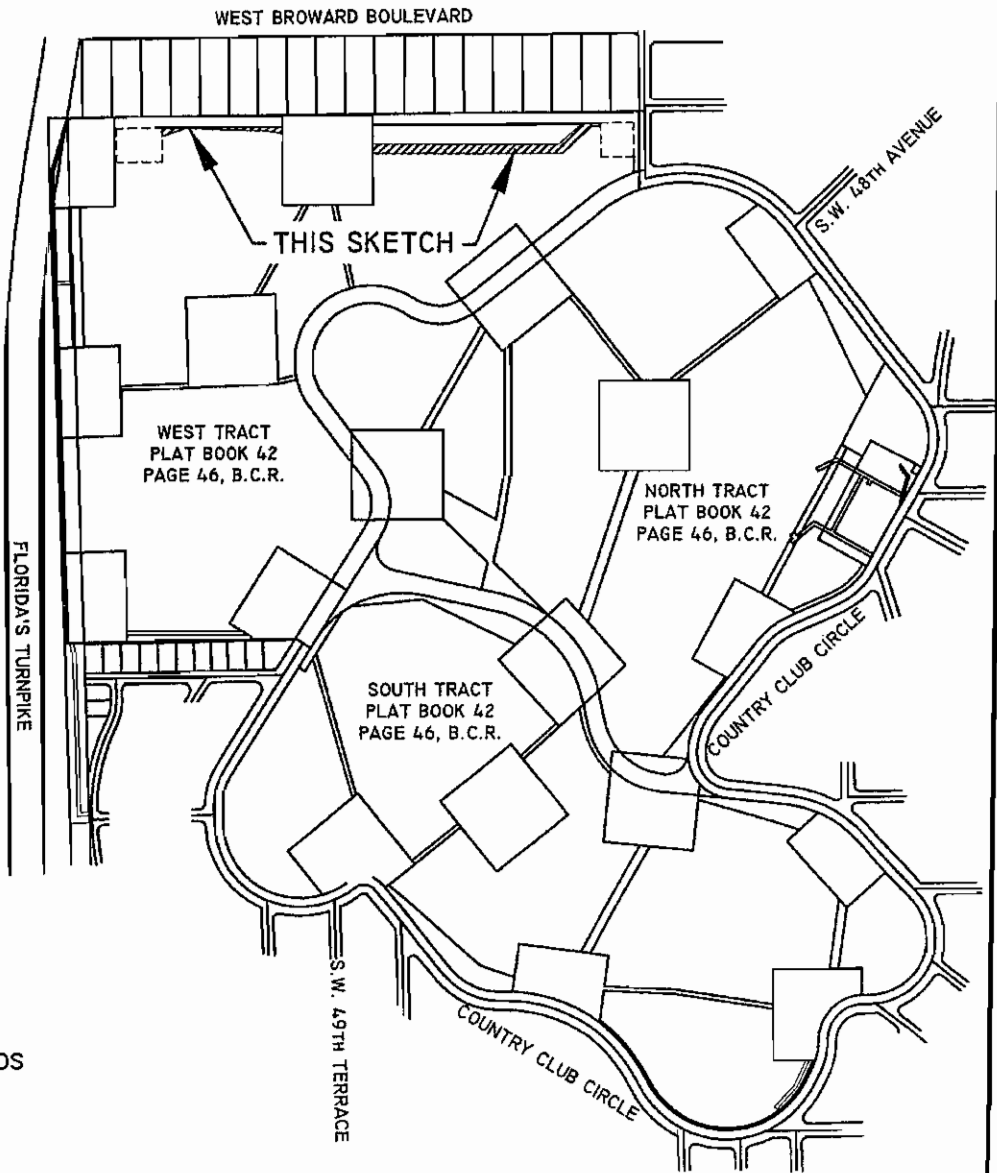 WEST BROWARD BOULEVARD
S.W. 48TH AVENUE
THIS SKETCH
WEST TRACT
PLAT BOOK 42
PAGE 46, B.C.R.
NORTH TRACT
PLAT BOOK 42
PAGE 46, B.C.R.
FLORIDA'S TURNPIKE
COUNTRY CLUB CIRCLE
SOUTH TRACT
PLAT BOOK 42
PAGE 46, B.C.R.
S.W. 49TH TERRACE
COUNTRY CLUB CIRCLE
DS